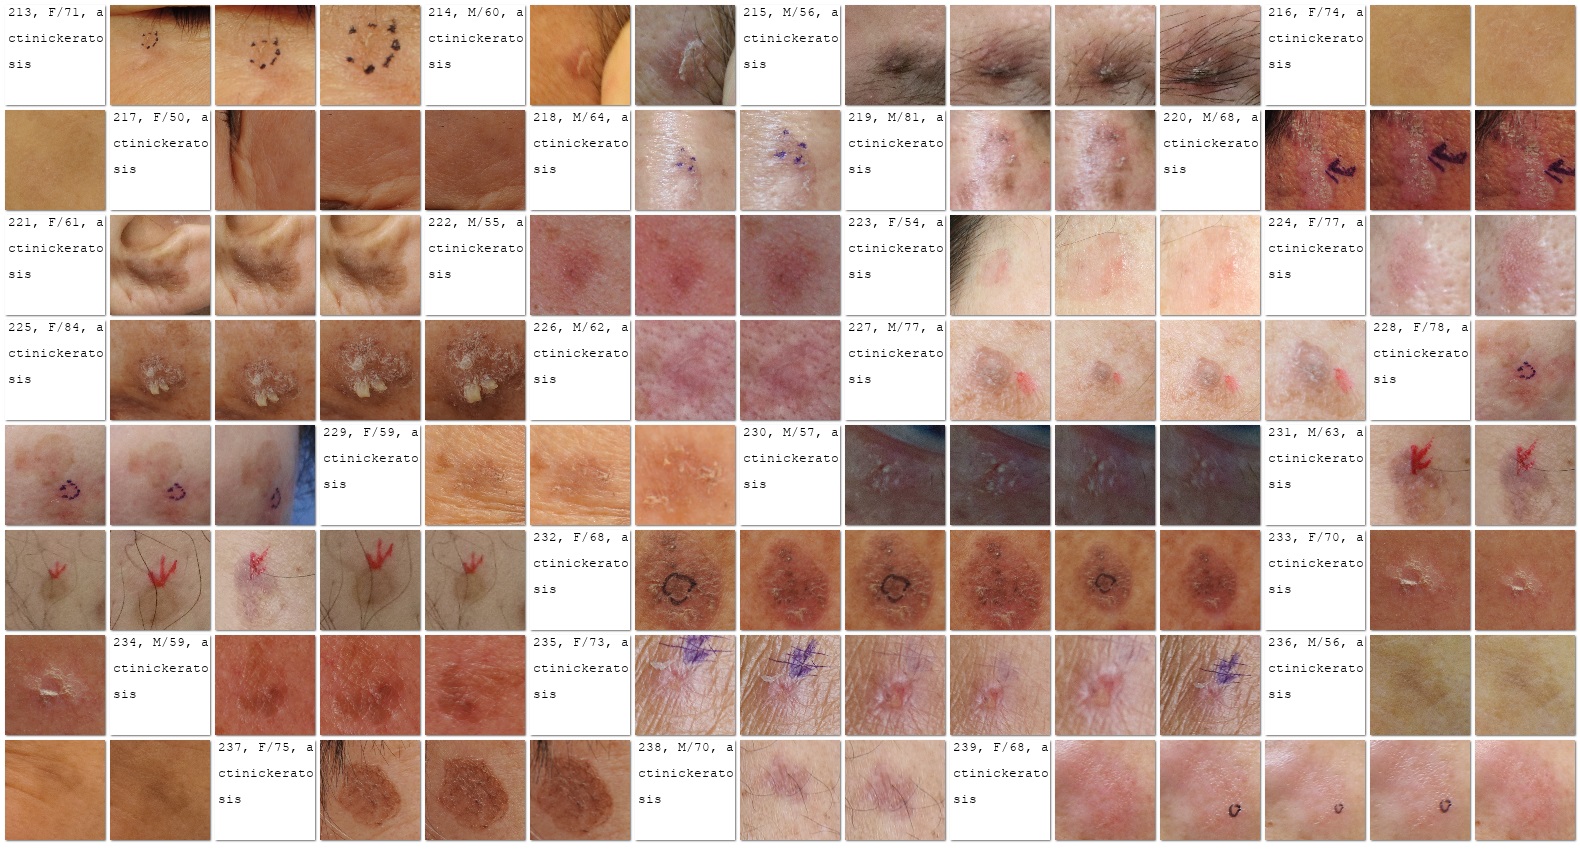 213, F/71, a
ctinickerato
sis
214, M/60, a
ctinickerato
sis
215, M/56, a
ctinickerato
sis
216, F/74, a
ctinickerato
sis
217, F/50, a
ctinickerato
sis
218, M/64, a
ctinickerato
sis
219, M/81, a
ctinickerato
sis
220, M/68, a
ctinickerato
sis
221, F/61, a
ctinickerato
sis
222, M/55, a
ctinickerato
sis
223, F/54, a
ctinickerato
sis
224, F/77, a
ctinickerato
sis
225, F/84, a
ctinickerato
sis
226, M/62, a
ctinickerato
sis
227, M/77, a
ctinickerato
sis
228, F/78, a
ctinickerato
sis
229, F/59, a
ctinickerato
sis
230, M/57, a
ctinickerato
sis
231, M/63, a
ctinickerato
sis
232, F/68, a
ctinickerato
sis
233, F/70, a
ctinickerato
sis
234, M/59, a
ctinickerato
sis
235, F/73, a
ctinickerato
sis
236, M/56, a
ctinickerato
sis
237, F/75, a
ctinickerato
sis
238, M/70, a
ctinickerato
sis
239, F/68, a
ctinickerato
sis